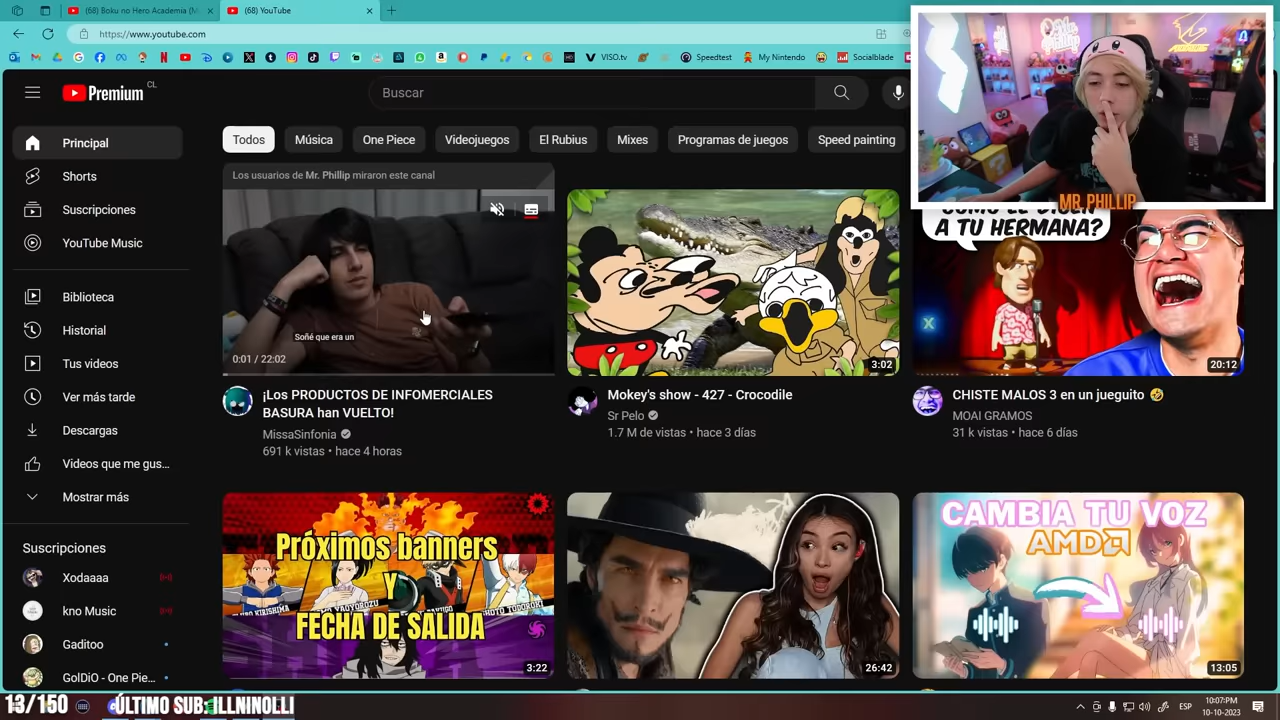 (68) Boku no Hero Academia (M
(68) YouTube
https://www.youtube.com
VISO.tv
Speedtest
My Nintendo
Socialblade
Premium
CL
Buscar
Principal
Shorts
Suscripciones
YouTube Music
Biblioteca
Historial
Tus videos
Ver más tarde
Descargas
Videos que me gus...
Mostrar más
Suscripciones
Xodaaaa
kno Music
Gaditoo
GolDiO - One Pie...
Todos
Música
One Piece
Videojuegos
El Rubius
Mixes
Programas de juegos
Speed painting
Los usuarios de Mr. Phillip miraron este canal
Soñé que era un
0:01 / 22:02
¡Los PRODUCTOS DE INFOMERCIALES
BASURA han VUELTO!
MissaSinfonia
691 k vistas • hace 4 horas
3:02
Mokey's show - 427 - Crocodile
Sr Pelo
1.7 M de vistas • hace 3 días
A TU HERMANA?
20:12
CHISTE MALOS 3 en un jueguito 🤣
MOAI GRAMOS
31 k vistas • hace 6 días
Próximos banners
Y
FECHA DE SALIDA
3:22
26:42
CAMBIA TU VOZ
AMD
13:05
MR. PHILLIP
13/150
ÚLTIMO SUB: ILLNINOLLI
ESP
10:07PM
10-10-2023